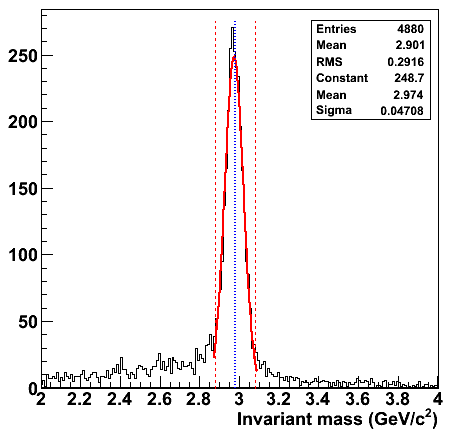 Entries 4880
Mean 2.901
RMS 0.2916
Constant 248.7
Mean 2.974
Sigma 0.04708
250
200
150
100
50
0
2 2.2 2.4 2.6 2.8 3 3.2 3.4 3.6 3.8 4
Invariant mass (GeV/c²)